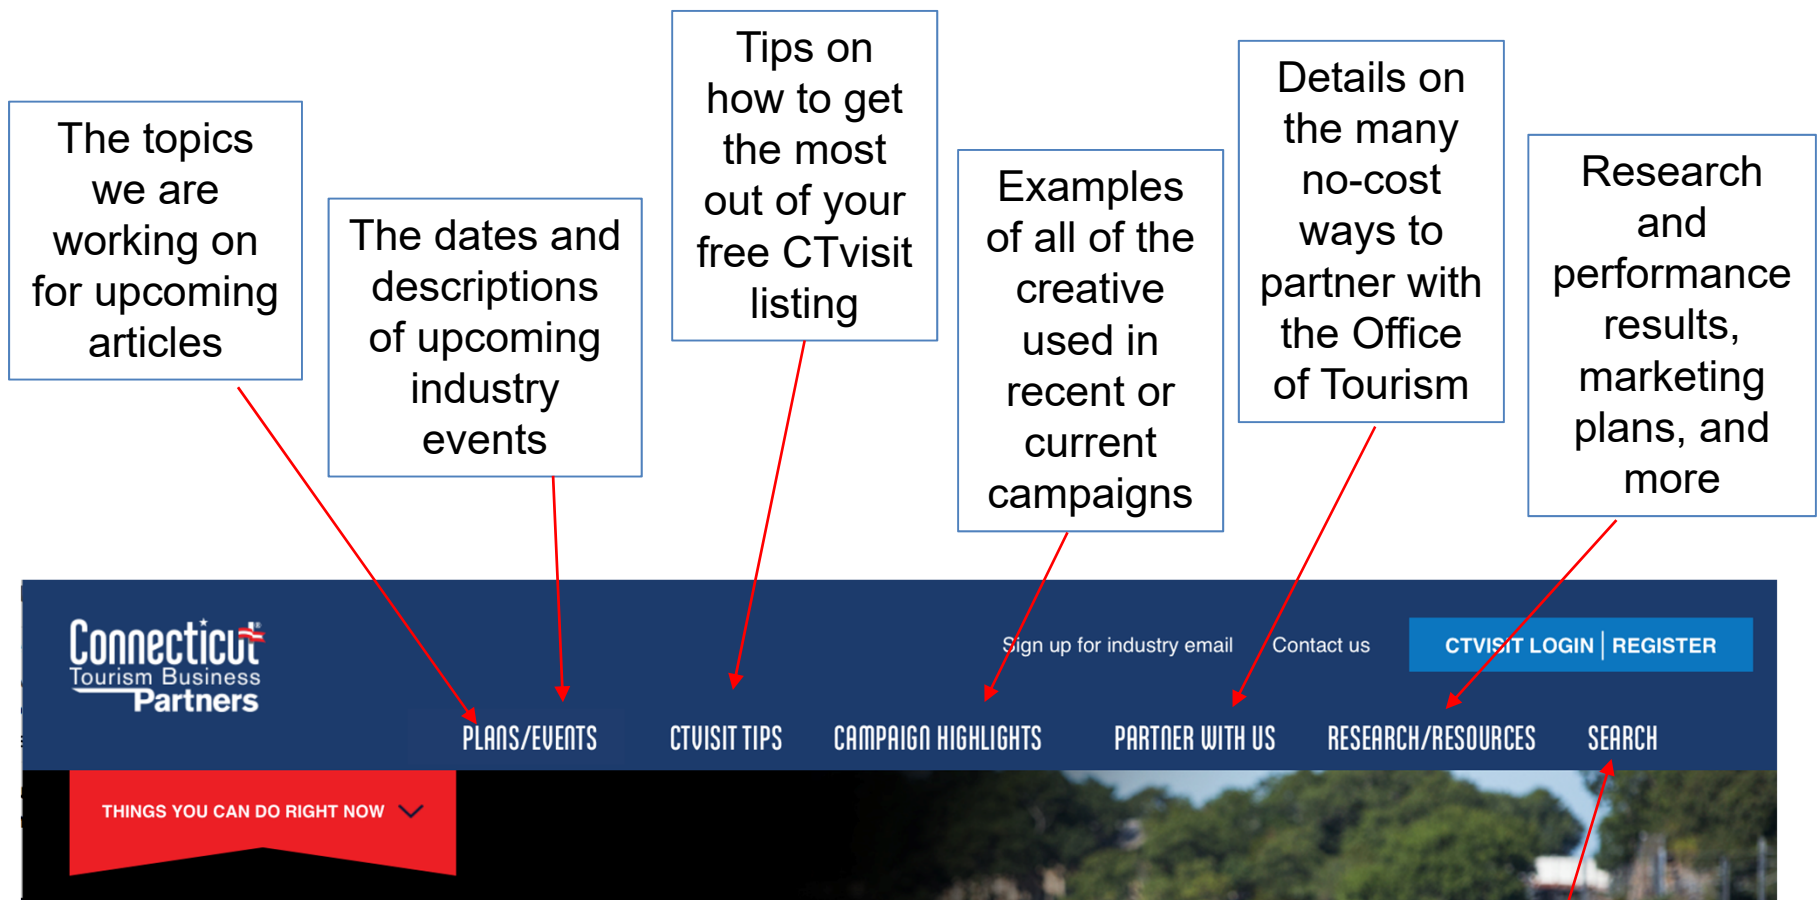 The topics
we are
working on
for upcoming
articles
The dates and
descriptions
of upcoming
industry
events
Tips on
how to get
the most
out of your
free CTvisit
listing
Examples
of all of the
creative
used in
recent or
current
campaigns
Details on
the many
no-cost
ways to
partner with
the Office
of Tourism
Research
and
performance
results,
marketing
plans, and
more
Connecticut
Tourism Business
Partners
Sign up for industry email
Contact us
CTVISIT LOGIN | REGISTER
PLANS/EVENTS
CTVISIT TIPS
CAMPAIGN HIGHLIGHTS
PARTNER WITH US
RESEARCH/RESOURCES
SEARCH
THINGS YOU CAN DO RIGHT NOW